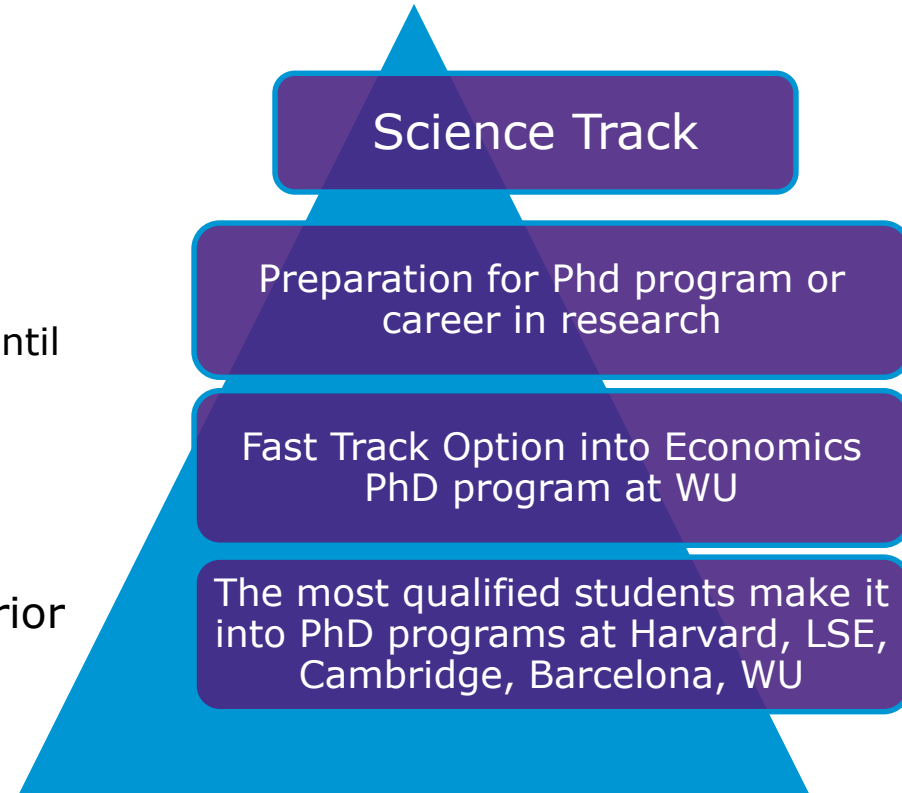 Science Track
Preparation for Phd program or
career in research
ntil
Fast Track Option into Economics
PhD program at WU
rior
The most qualified students make it
into PhD programs at Harvard, LSE,
Cambridge, Barcelona, WU